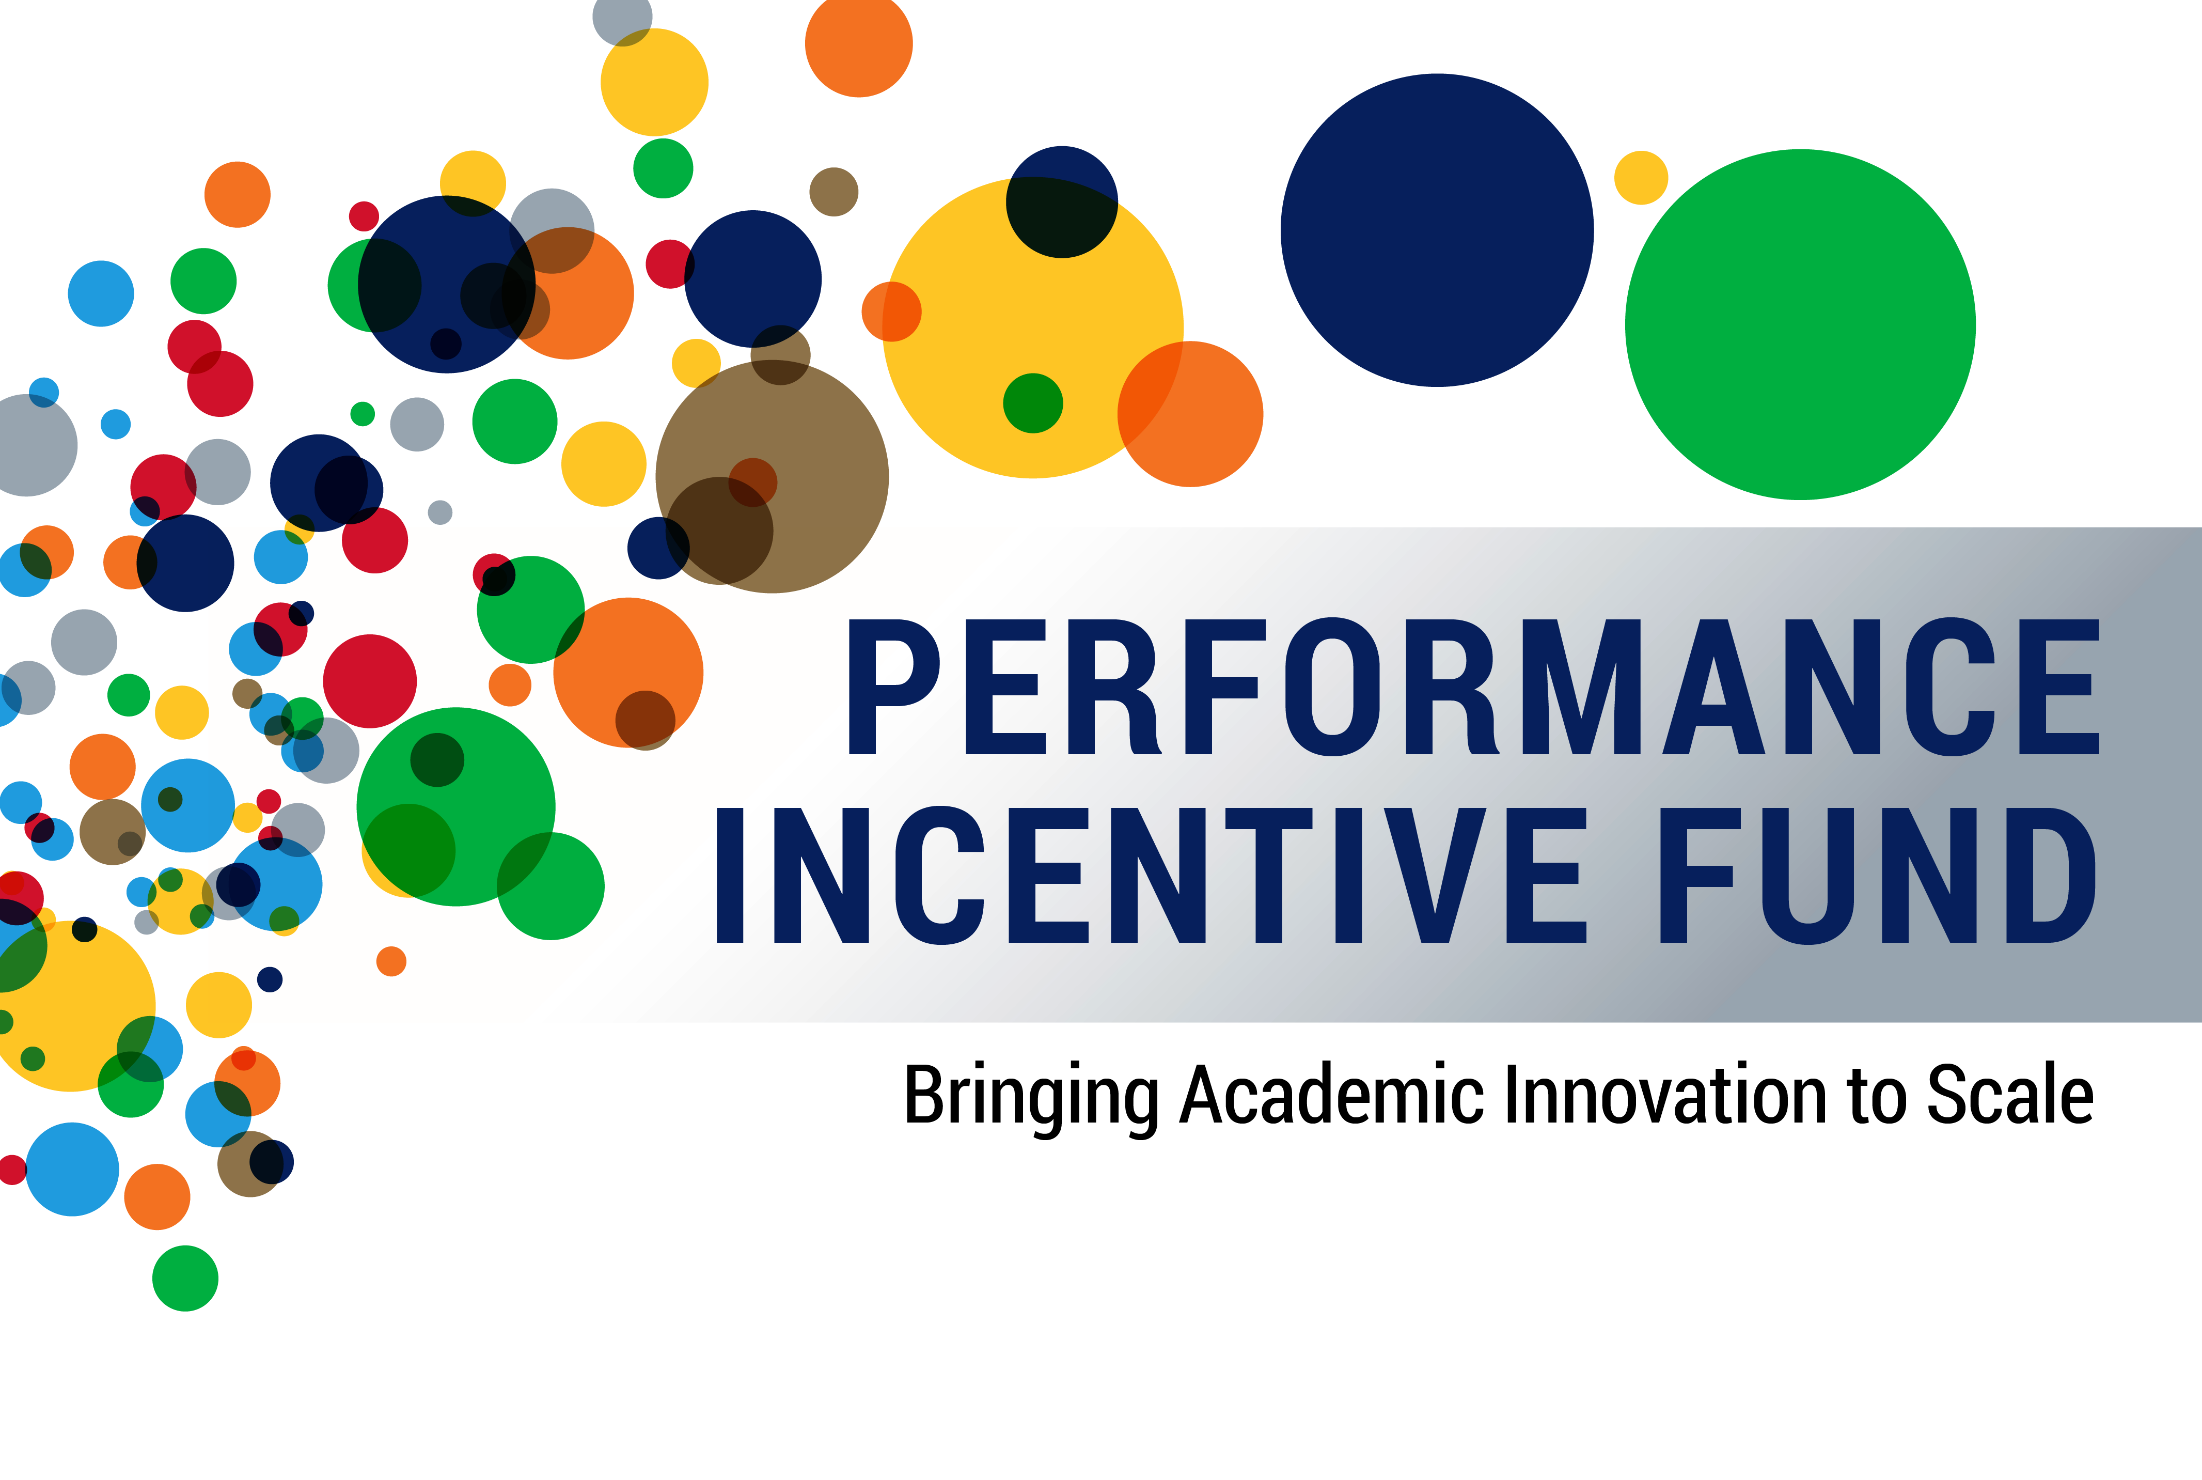 PERFORMANCE
INCENTIVE FUND
Bringing Academic Innovation to Scale